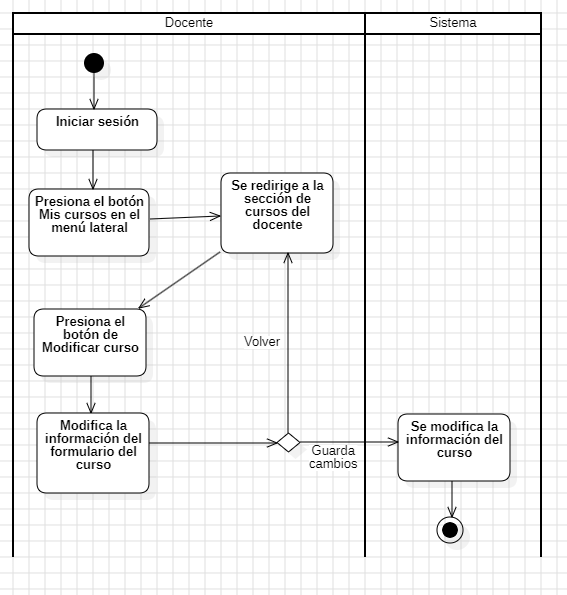 Docente
Sistema
Iniciar sesión
Presiona el botón
Mis cursos en el
menú lateral
Se redirige a la
sección de
cursos del
docente
Presiona el
botón de
Modificar curso
Volver
Modifica la
información del
formulario del
curso
Guarda
cambios
Se modifica la
información del
curso